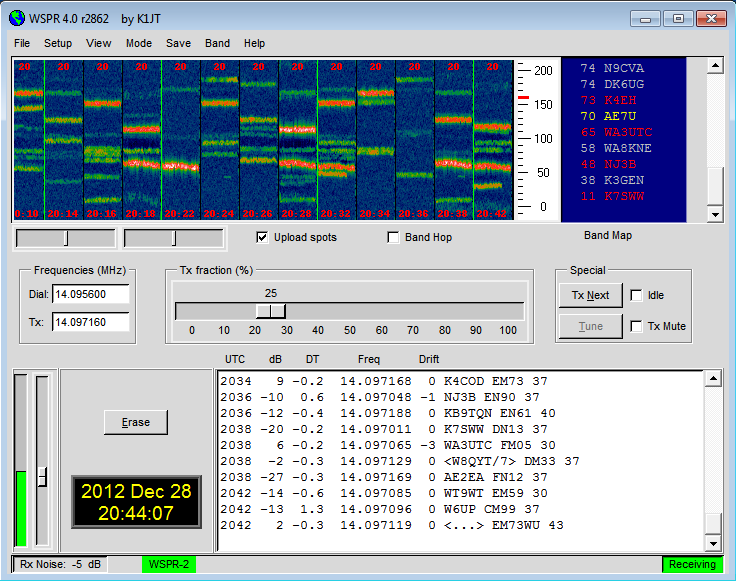 WSPR 4.0 r2862    by K1JT
File Setup View Mode Save Band Help
20 20 20 20 20 20 20 20 20 20 20 20 20
0:10 20:14 20:16 20:18 20:22 20:24 20:26 20:28 20:32 20:34 20:36 20:38 20:42
200
150
100
50
0
74 N9CVA
74 DK6UG
73 K4EH
70 AE7U
65 WA3UTC
58 WA8KNE
48 NJ3B
38 K3GEN
11 K7SWW
Upload spots Band Hop Band Map
Frequencies (MHz)
Dial: 14.095600
Tx: 14.097160
Tx fraction (%)
25
0 10 20 30 40 50 60 70 80 90 100
Special
Tx Next Idle
Tune Tx Mute
UTC dB DT Freq Drift
2034 9 -0.2 14.097168 0 K4COD EM73 37
2036 -10 0.6 14.097048 -1 NJ3B EN90 37
2036 -12 -0.4 14.097188 0 KB9TQN EN61 40
2038 -20 -0.2 14.097011 0 K7SWW DN13 37
2038 6 -0.2 14.097065 -3 WA3UTC FM05 30
2038 -2 -0.3 14.097129 0 <W8QYT/7> DM33 37
2038 -27 -0.3 14.097169 0 AE2EA FN12 37
2042 -14 -0.6 14.097085 0 WT9WT EM59 30
2042 -13 1.3 14.097096 0 W6UP CM99 37
2042 2 -0.3 14.097119 0 <...> EM73WU 43
Erase
2012 Dec 28
20:44:07
Rx Noise: -5 dB WSPR-2 Receiving